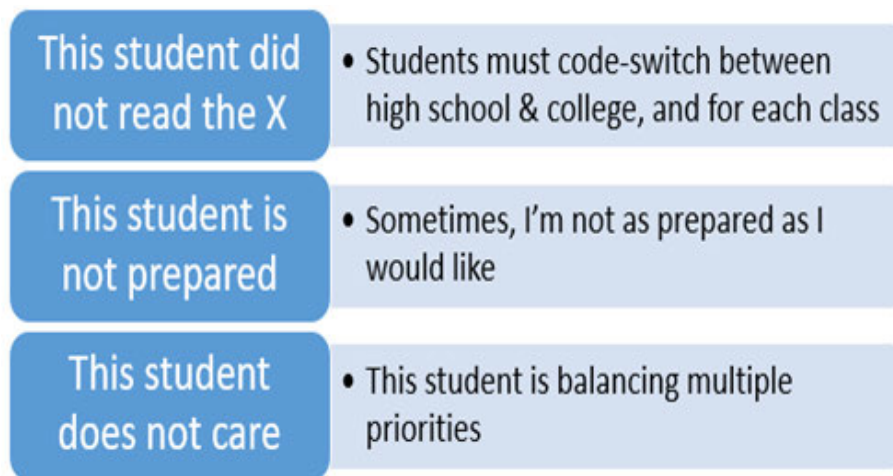 This student did
not read the X
• Students must code-switch between
high school & college, and for each class
This student is
not prepared
• Sometimes, I'm not as prepared as I
would like
This student
does not care
• This student is balancing multiple
priorities